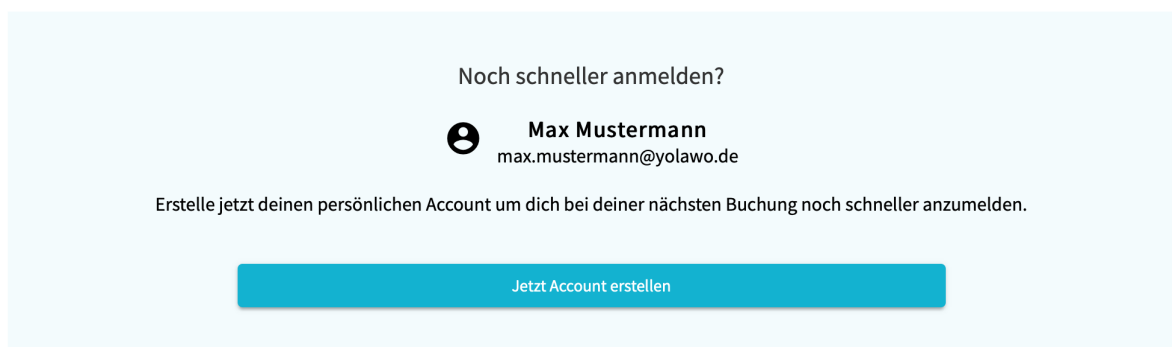 Noch schneller anmelden?
Max Mustermann
max.mustermann@yolawo.de
Erstelle jetzt deinen persönlichen Account um dich bei deiner nächsten Buchung noch schneller anzumelden.
Jetzt Account erstellen